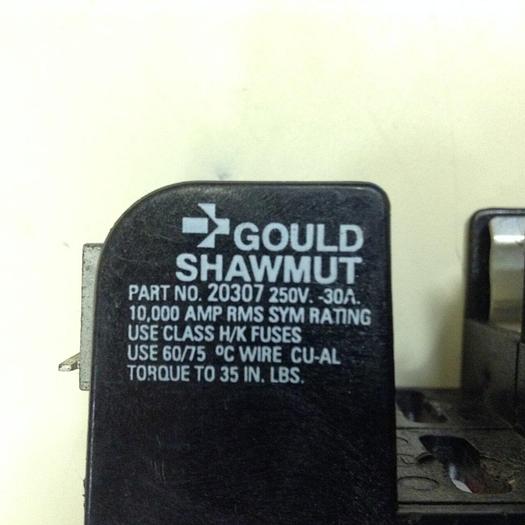 GOULD
SHAWMUT
PART NO. 20307 250V. -30A.
10,000 AMP RMS SYM RATING
USE CLASS H/K FUSES
USE 60/75 ºC WIRE CU-AL
TORQUE TO 35 IN. LBS.